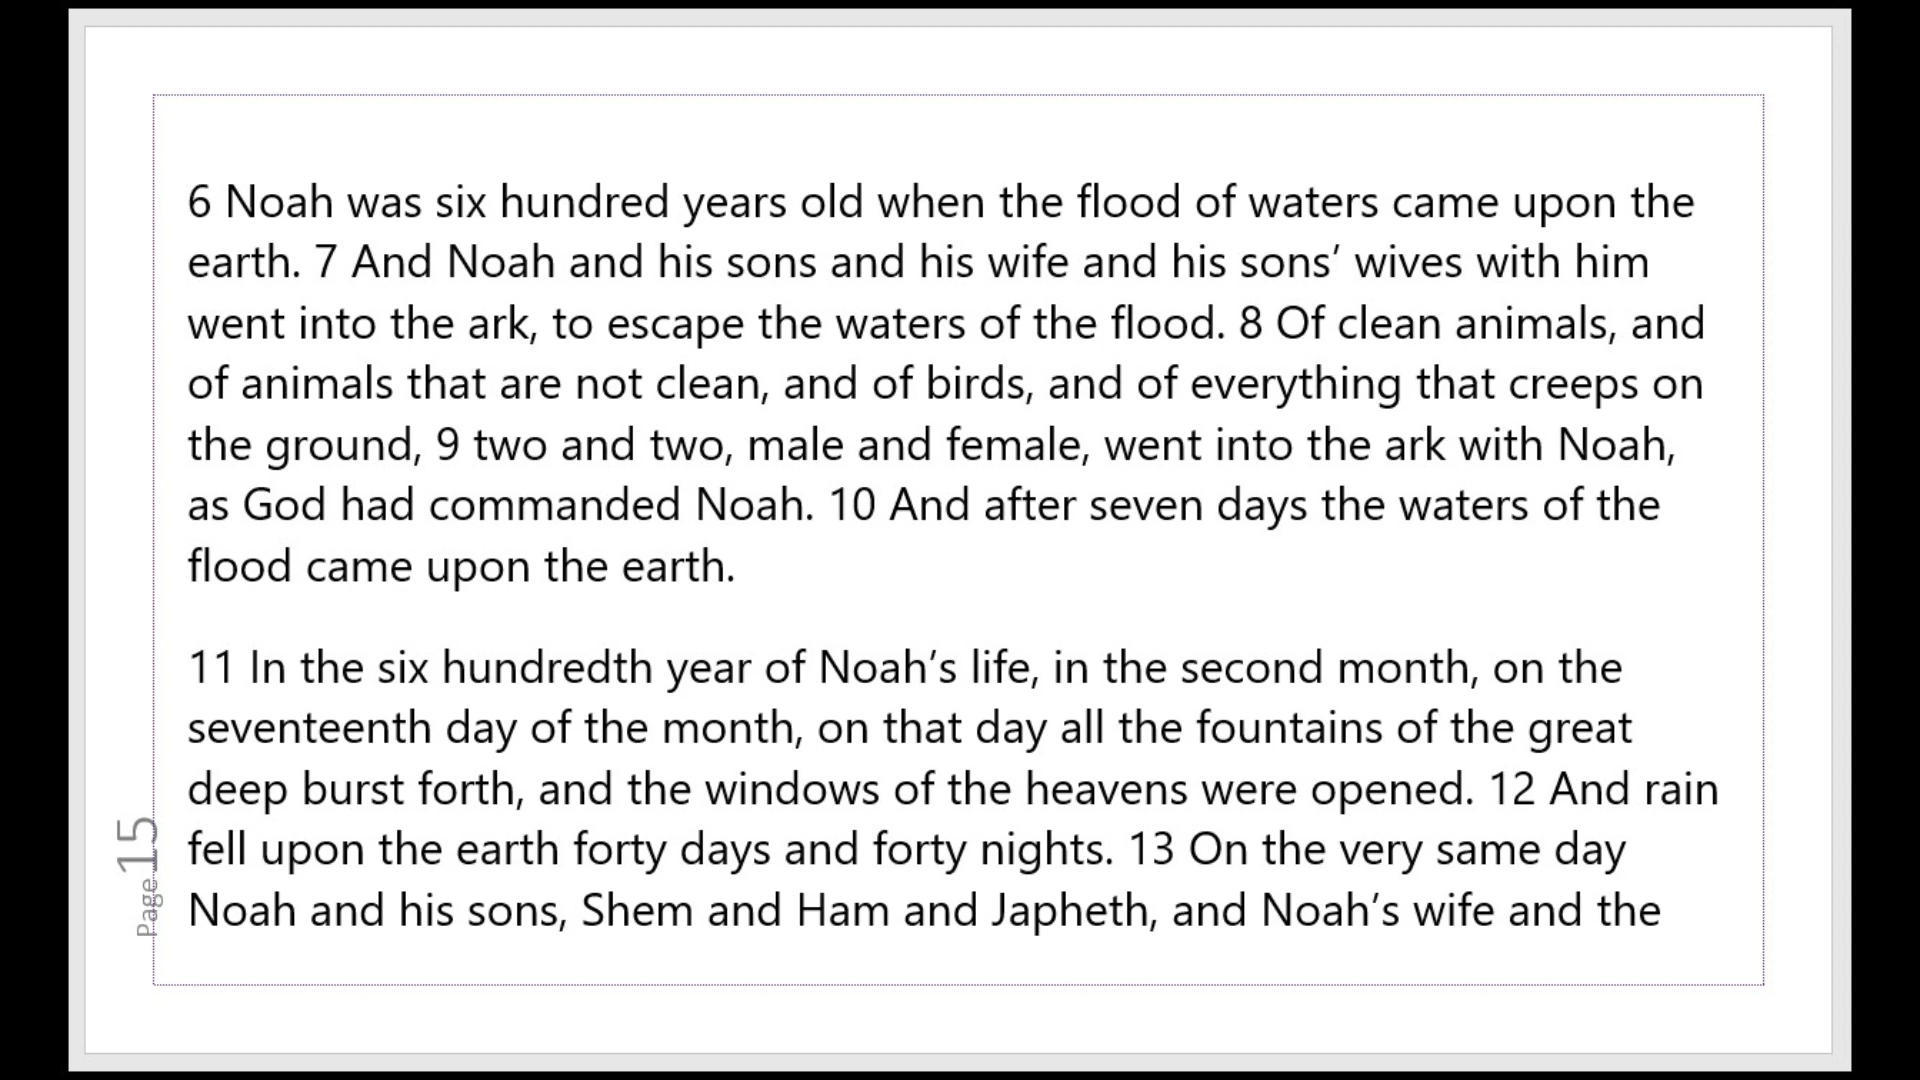 6 Noah was six hundred years old when the flood of waters came upon the
earth. 7 And Noah and his sons and his wife and his sons’ wives with him
went into the ark, to escape the waters of the flood. 8 Of clean animals, and
of animals that are not clean, and of birds, and of everything that creeps on
the ground, 9 two and two, male and female, went into the ark with Noah,
as God had commanded Noah. 10 And after seven days the waters of the
flood came upon the earth.
11 In the six hundredth year of Noah’s life, in the second month, on the
seventeenth day of the month, on that day all the fountains of the great
deep burst forth, and the windows of the heavens were opened. 12 And rain
fell upon the earth forty days and forty nights. 13 On the very same day
Noah and his sons, Shem and Ham and Japheth, and Noah’s wife and the
Page 15